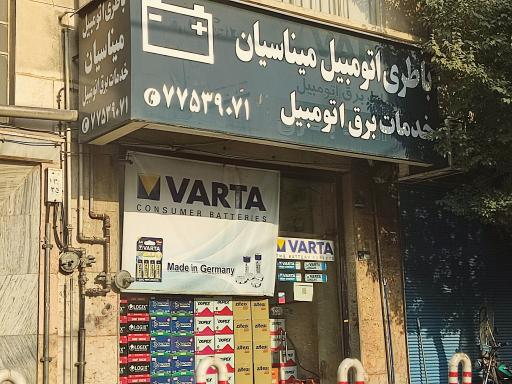 باطری اتومبیل میناسیان
خدمات برق اتومبیل
۷۷۵۳۹۰۷۱
باطری اتومبیل
میناسیان
خدمات برق اتومبیل
۷۷۵۳۹۰۷۱
VARTA
CONSUMER BATTERIES
VARTA
Made in Germany
VARTA